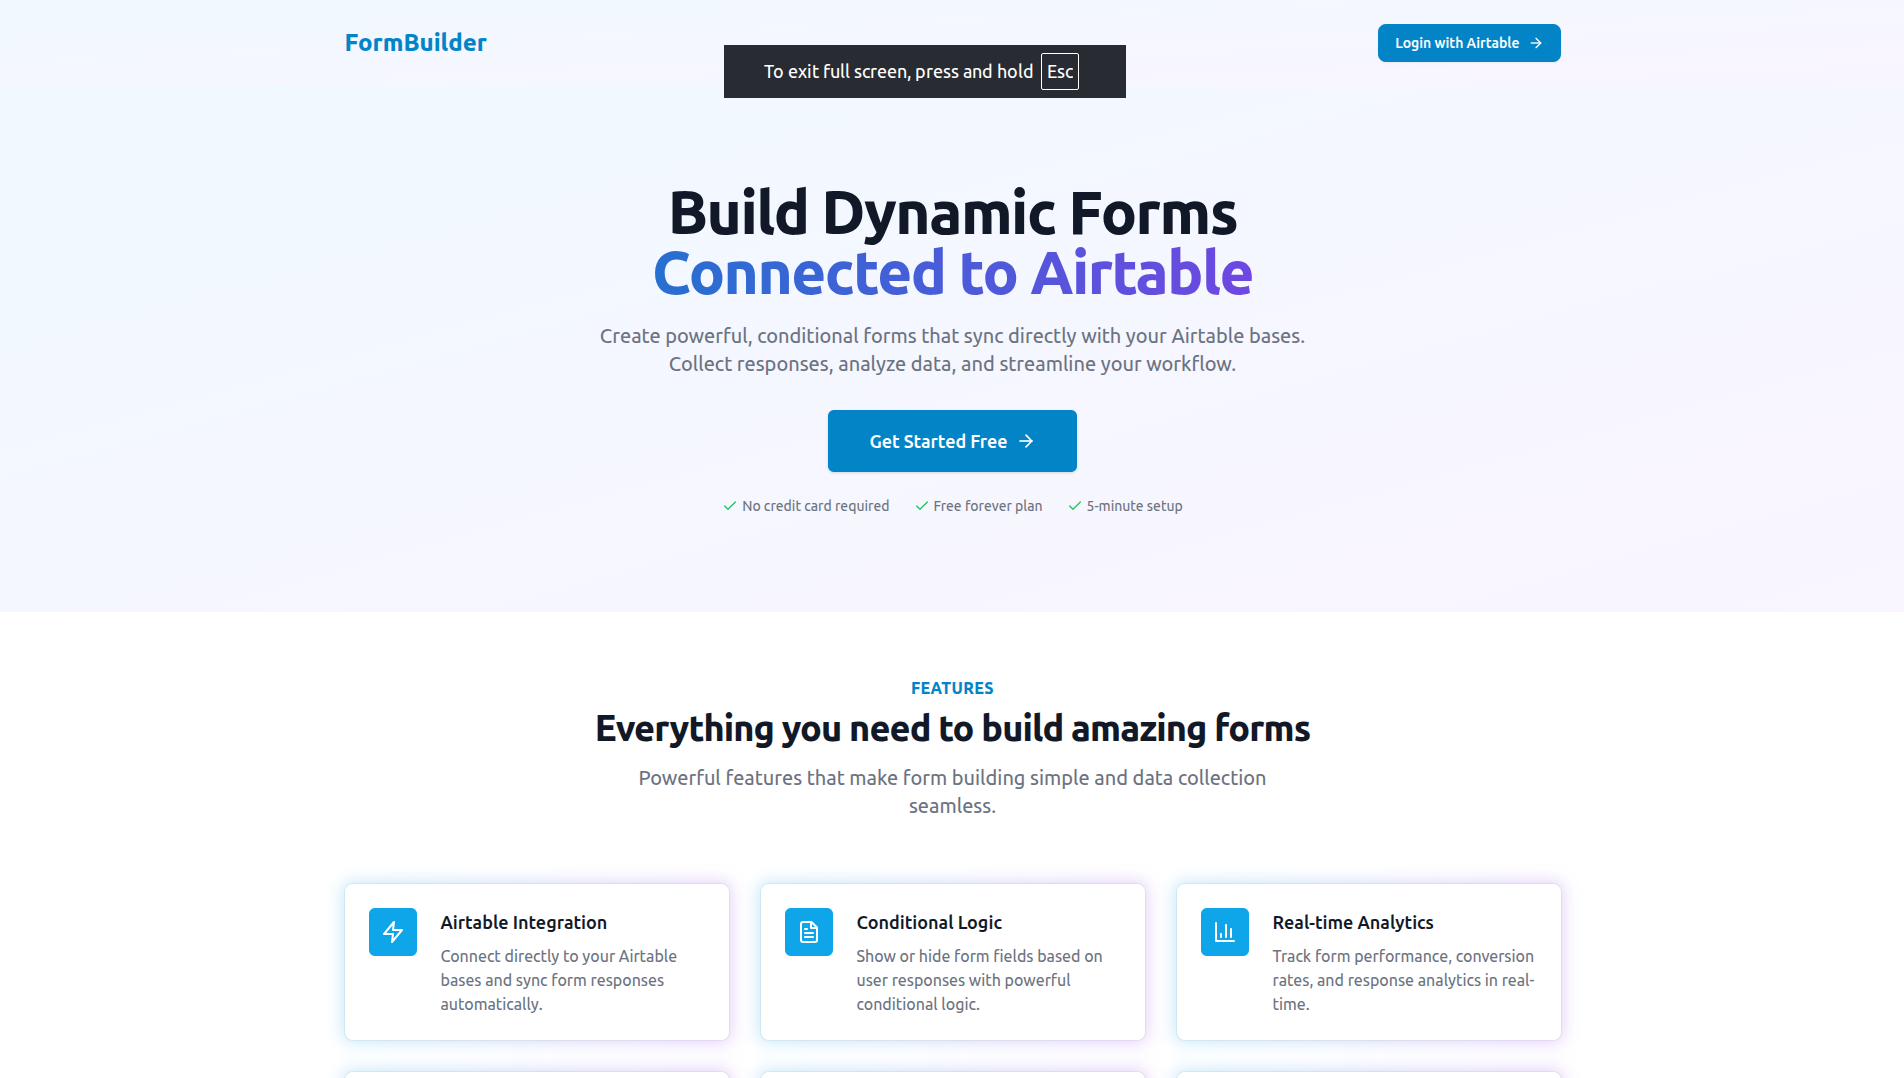 FormBuilder
Login with Airtable
To exit full screen, press and hold Esc
Build Dynamic Forms
Connected to Airtable
Create powerful, conditional forms that sync directly with your Airtable bases.
Collect responses, analyze data, and streamline your workflow.
Get Started Free
No credit card required
Free forever plan
5-minute setup
FEATURES
Everything you need to build amazing forms
Powerful features that make form building simple and data collection
seamless.
Airtable Integration
Connect directly to your Airtable
bases and sync form responses
automatically.
Conditional Logic
Show or hide form fields based on
user responses with powerful
conditional logic.
Real-time Analytics
Track form performance, conversion
rates, and response analytics in real-
time.